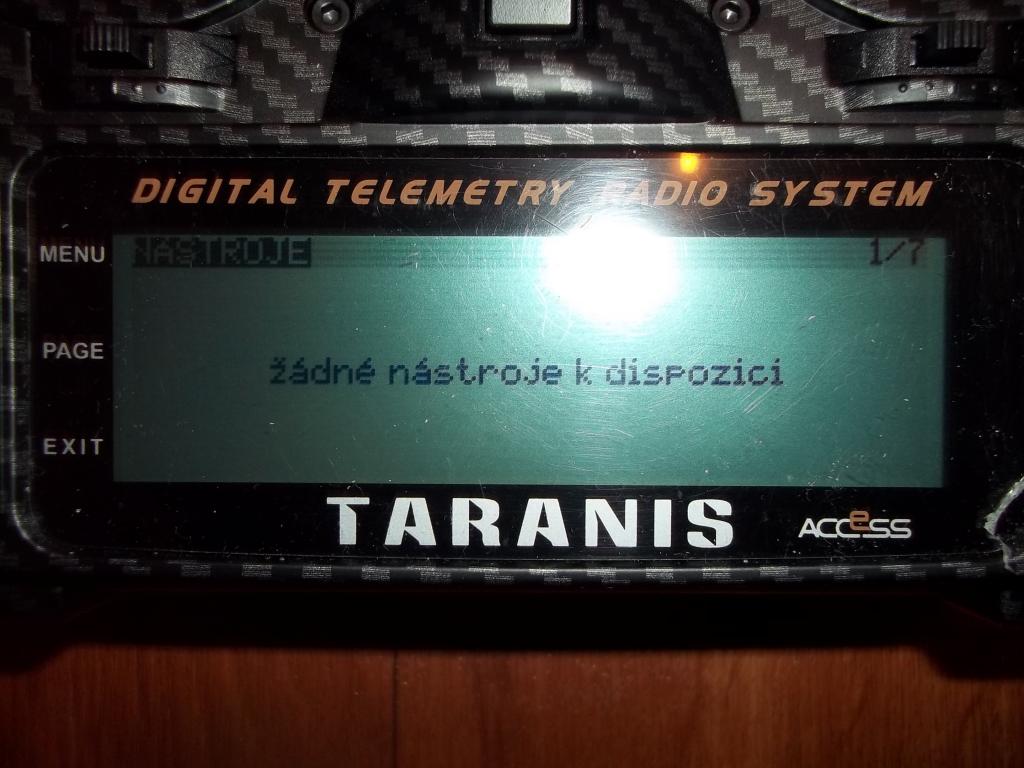 DIGITAL TELEMETRY RADIO SYSTEM
MENU
NÁSTROJE 1/7
PAGE
žádné nástroje k dispozici
EXIT
TARANIS
ACCeSS